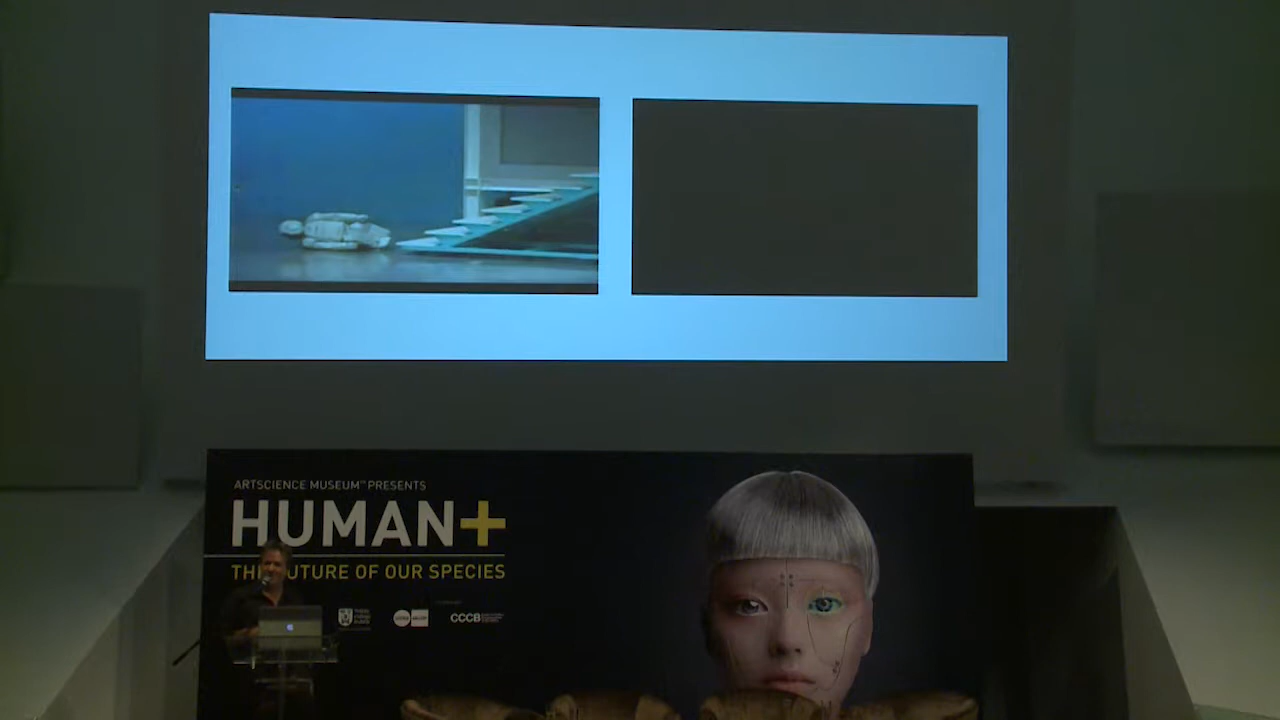 ARTSCIENCE MUSEUM™ PRESENTS
HUMAN+
THE FUTURE OF OUR SPECIES
CCCB